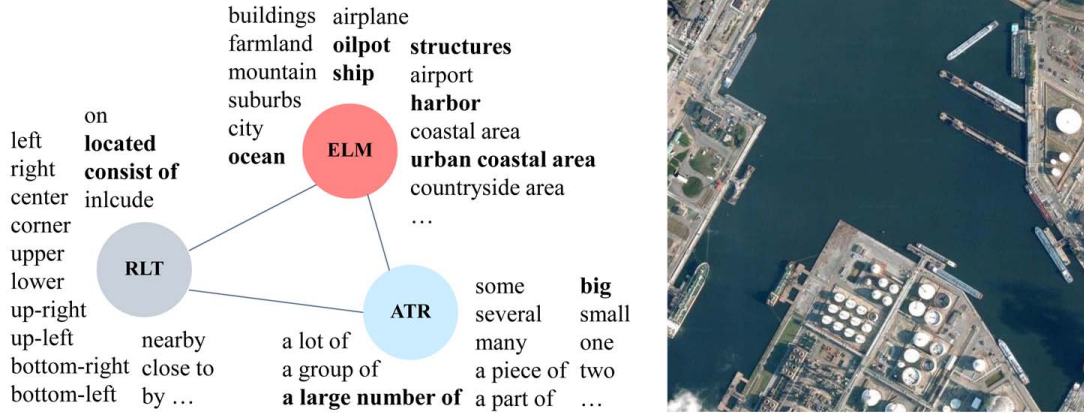 buildings airplane
farmland oilpot structures
mountain ship airport
suburbs harbor
city coastal area
ocean ELM urban coastal area
countryside area
…
on
left located
right consist of
center inlcude
corner
upper RLT
lower
up-right
up-left nearby
bottom-right close to
bottom-left by …
ATR
some big
several small
a lot of many one
a group of a piece of two
a large number of a part of …